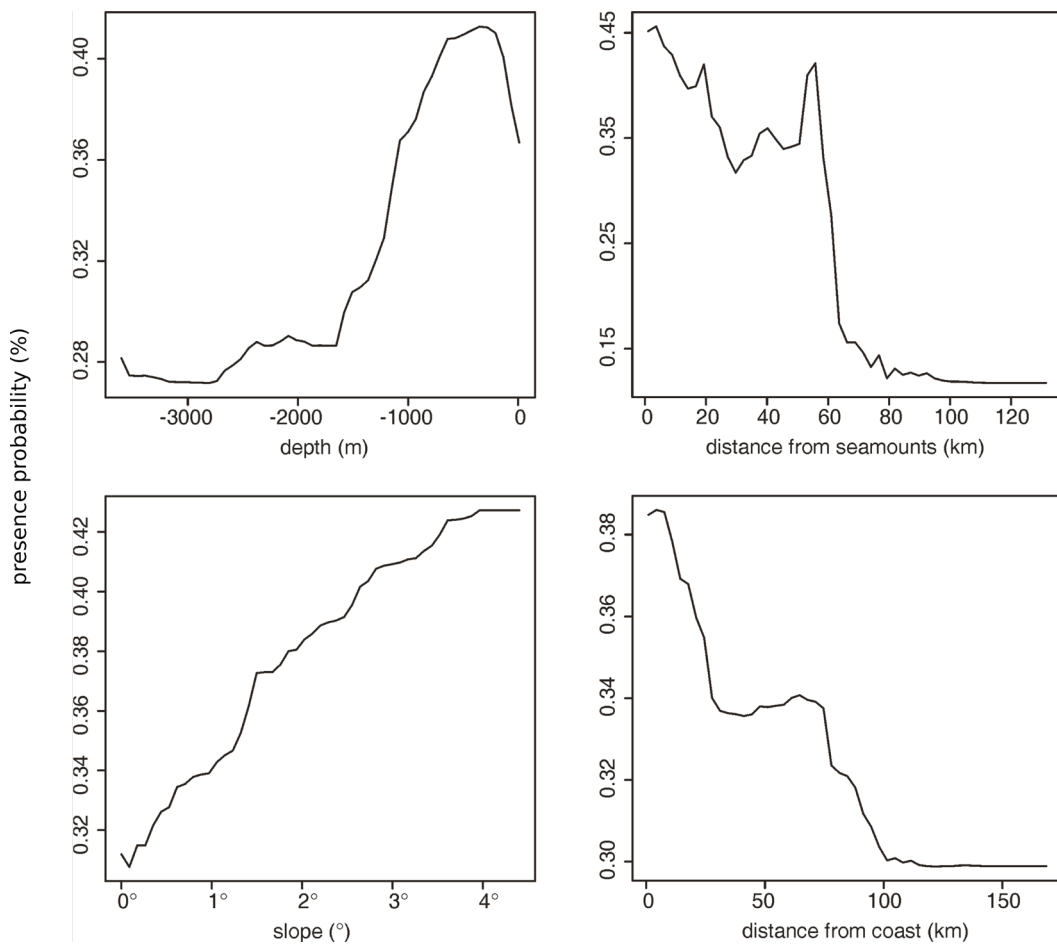 presence probability (%)
0.40
0.36
0.32
0.28
-3000 -2000 -1000 0
depth (m)
0.45
0.35
0.25
0.15
0 20 40 60 80 100 120
distance from seamounts (km)
0.42
0.40
0.38
0.36
0.34
0.32
0° 1° 2° 3° 4°
slope (°)
0.38
0.36
0.34
0.32
0.30
0 50 100 150
distance from coast (km)